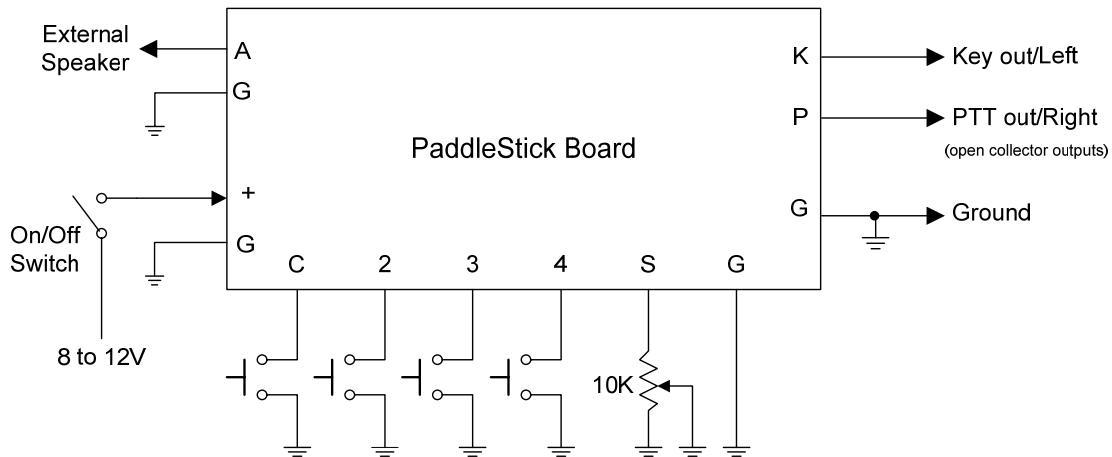 External
Speaker
A
G
K
Key out/Left
P
PTT out/Right
(open collector outputs)
PaddleStick Board
+
On/Off
Switch
G
G
Ground
C 2 3 4 S G
8 to 12V
10K